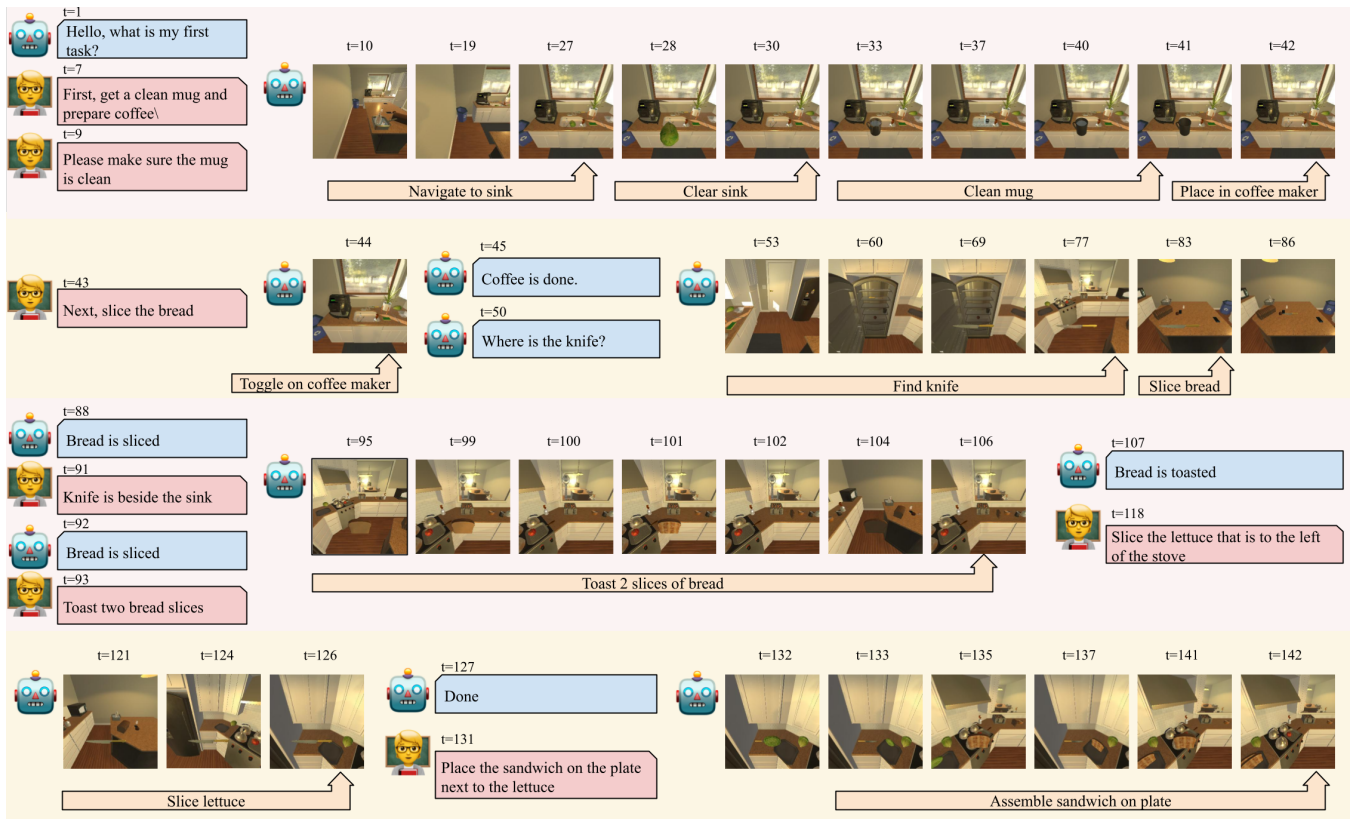 t=1
Hello, what is my first
task?
t=7
First, get a clean mug and
prepare coffee\
t=9
Please make sure the mug
is clean
t=10
t=19
t=27
t=28
t=30
t=33
t=37
t=40
t=41
t=42
Navigate to sink
Clear sink
Clean mug
Place in coffee maker
t=43
Next, slice the bread
t=44
Toggle on coffee maker
t=45
Coffee is done.
t=50
Where is the knife?
t=53
t=60
t=69
t=77
t=83
t=86
Find knife
Slice bread
t=88
Bread is sliced
t=91
Knife is beside the sink
t=92
Bread is sliced
t=93
Toast two bread slices
t=95
t=99
t=100
t=101
t=102
t=104
t=106
Toast 2 slices of bread
t=107
Bread is toasted
t=118
Slice the lettuce that is to the left
of the stove
t=121
t=124
t=126
Slice lettuce
t=127
Done
t=131
Place the sandwich on the plate
next to the lettuce
t=132
t=133
t=135
t=137
t=141
t=142
Assemble sandwich on plate